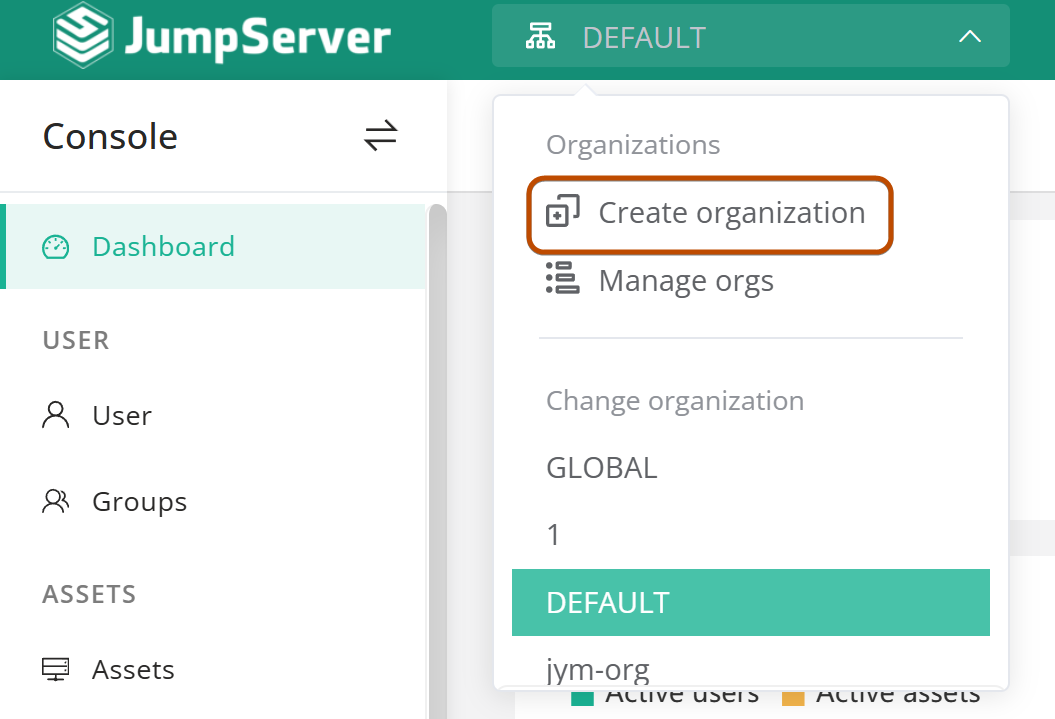 JumpServer
DEFAULT
Console
Dashboard
USER
User
Groups
ASSETS
Assets
Organizations
Create organization
Manage orgs
Change organization
GLOBAL
1
DEFAULT
jym-org
Active users
Active assets